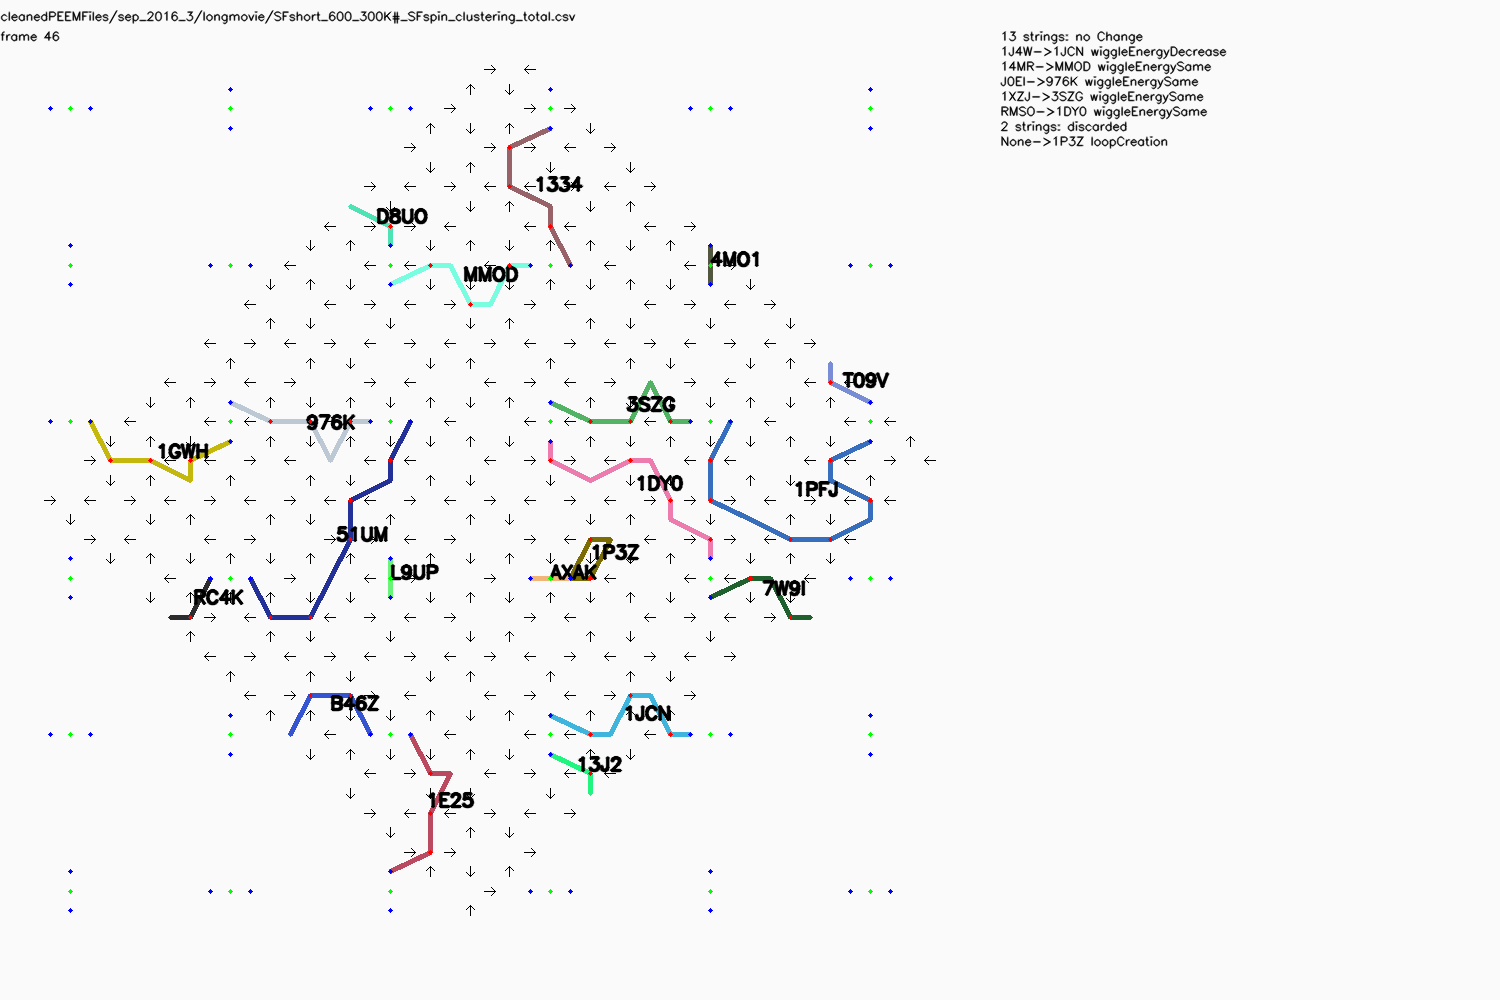 cleanedPEEMFiles/sep_2016_3/longmovie/SFshort_600_300K#_SFspin_clustering_total.csv
frame 46
13 strings: no Change
1J4W->1JCN wiggleEnergyDecrease
14MR->MMOD wiggleEnergySame
J0EI->976K wiggleEnergySame
1XZJ->3SZG wiggleEnergySame
RMSO->1DY0 wiggleEnergySame
2 strings: discarded
None->1P3Z loopCreation
1334
D8UO
4MO1
MMOD
T09V
3SZG
976K
1GWH
1DY0
1PFJ
51UM
1P3Z
AXAK
L9UP
7W9I
RC4K
B46Z
1JCN
13J2
1E25